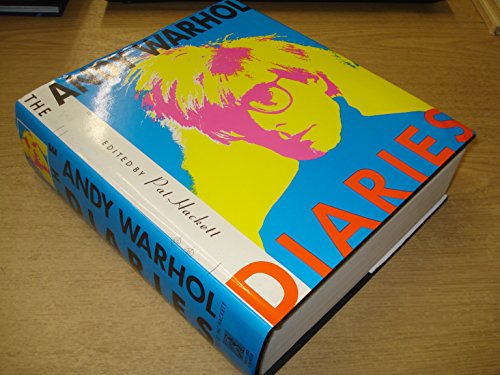 THE
ANDY WARHOL
DIARIES
EDITED BY Pat Hackett
THE
ANDY WARHOL
DIARIES